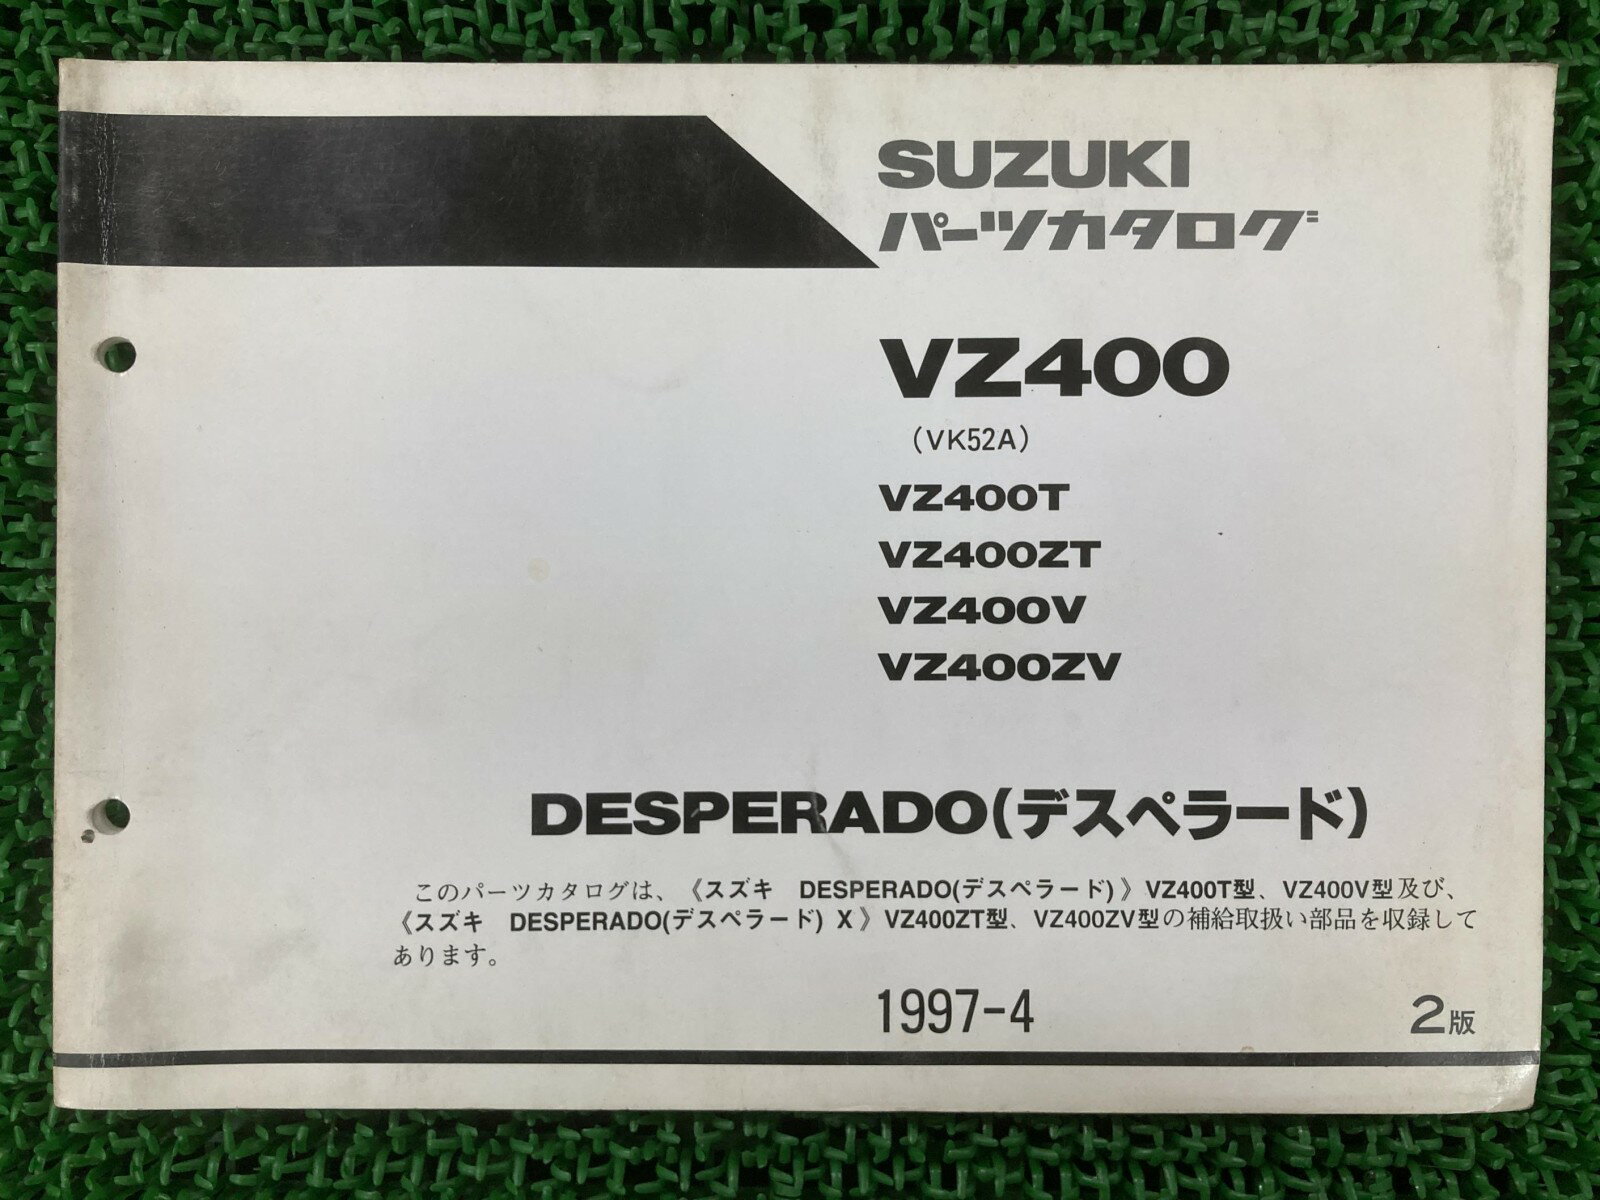 SUZUKI
パーツカタログ
VZ400
(VK52A)
VZ400T
VZ400ZT
VZ400V
VZ400ZV
DESPERADO(デスペラード)
このパーツカタログは、《スズキ DESPERADO(デスペラード)》VZ400T型、VZ400V型及び、
《スズキ DESPERADO(デスペラード) X》VZ400ZT型、VZ400ZV型の補給取扱い部品を収録して
あります。
1997-4
2版